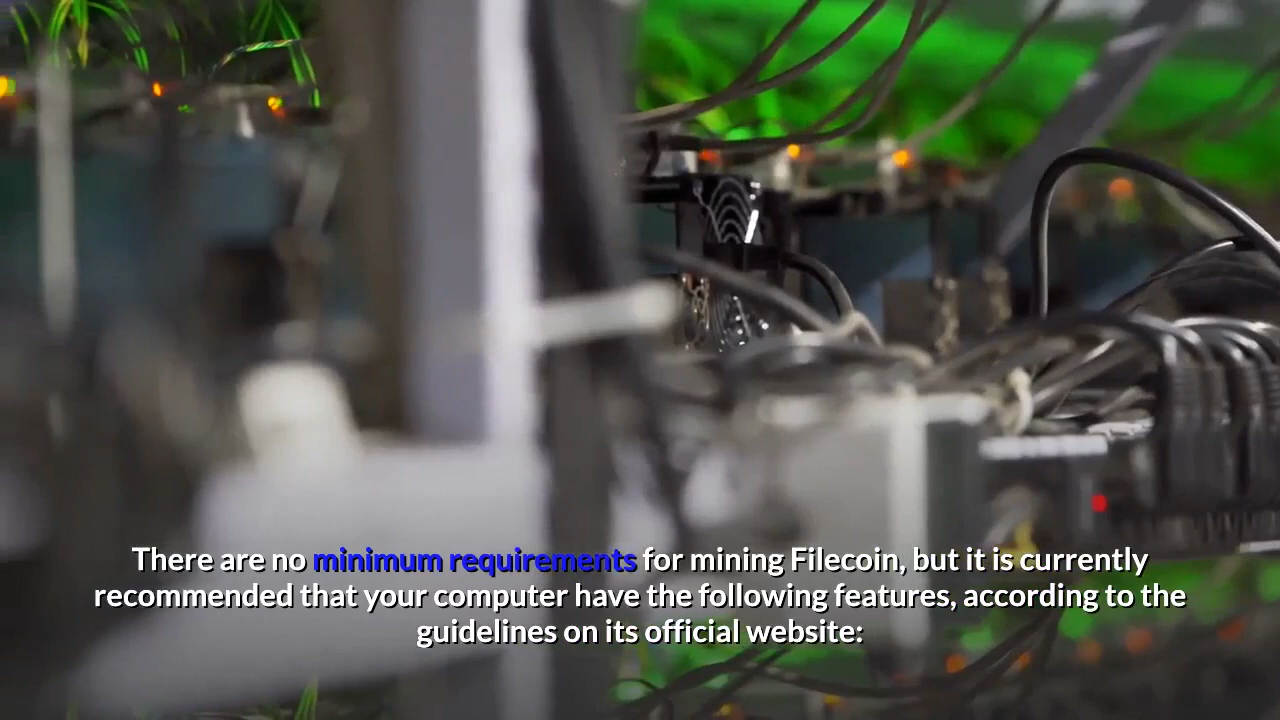 There are no minimum requirements for mining Filecoin, but it is currently
recommended that your computer have the following features, according to the
guidelines on its official website: